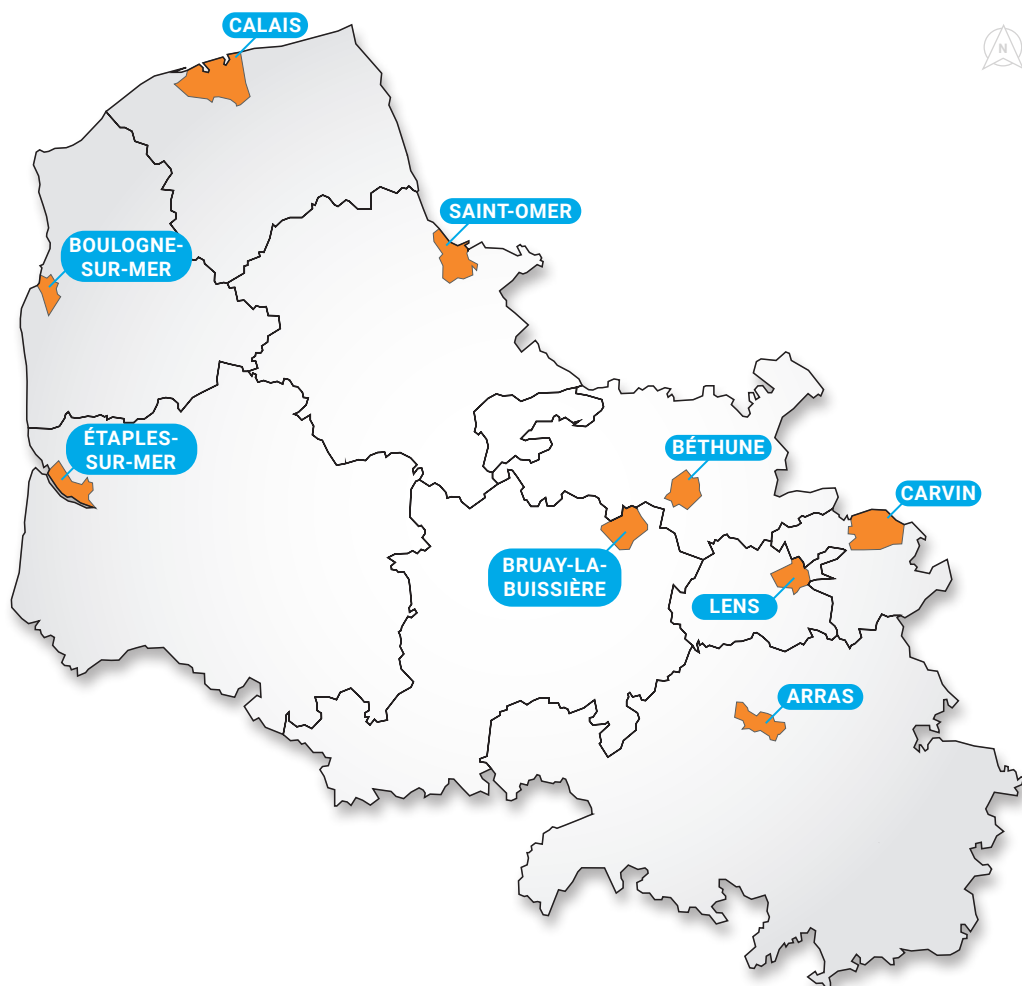 CALAIS
N
SAINT-OMER
BOULOGNE-
SUR-MER
ÉTAPLES-
SUR-MER
BÉTHUNE
CARVIN
BRUAY-LA-
BUISSIÈRE
LENS
ARRAS